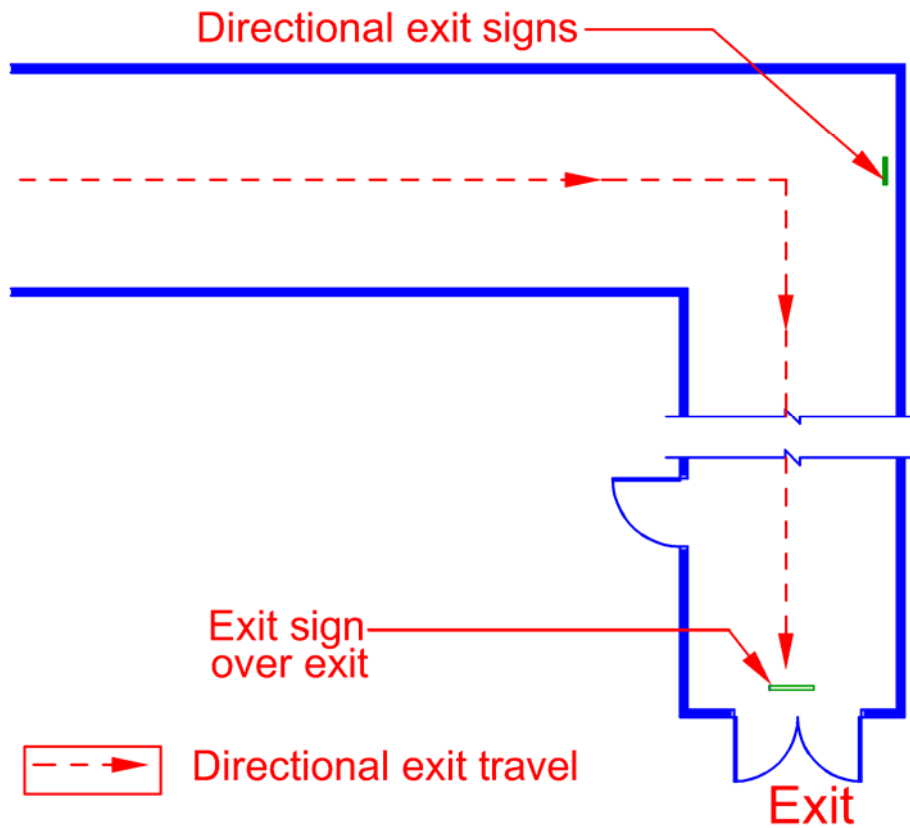 Directional exit signs
Exit sign
over exit
Directional exit travel
Exit